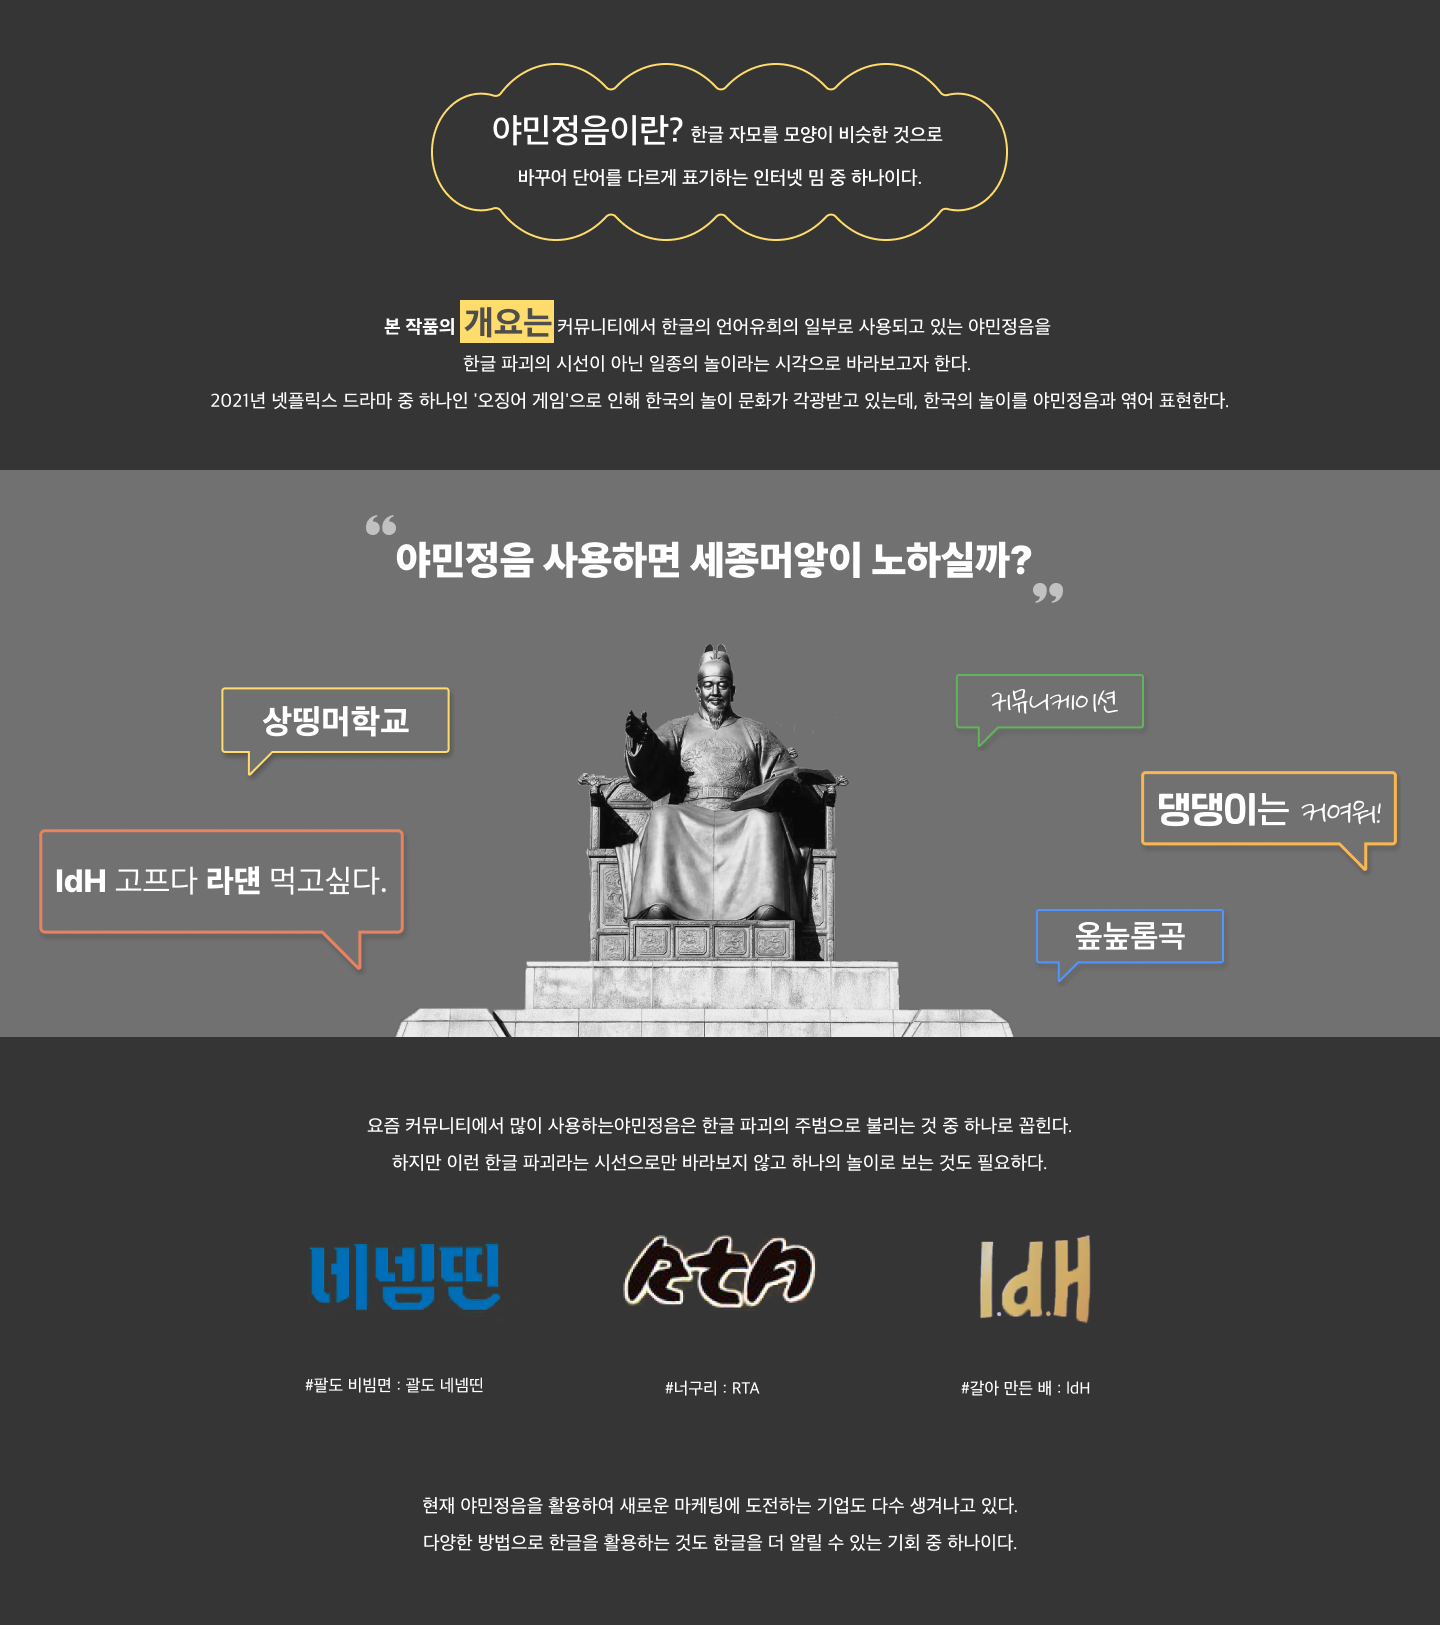 야민정음이란? 한글 자모를 모양이 비슷한 것으로
바꾸어 단어를 다르게 표기하는 인터넷 밈 중 하나이다.
본 작품의 개요는 커뮤니티에서 한글의 언어유희의 일부로 사용되고 있는 야민정음을
한글 파괴의 시선이 아닌 일종의 놀이라는 시각으로 바라보고자 한다.
2021년 넷플릭스 드라마 중 하나인 '오징어 게임'으로 인해 한국의 놀이 문화가 각광받고 있는데, 한국의 놀이를 야민정음과 엮어 표현한다.
“야민정음 사용하면 세종머앟이 노하실까?”
상띵머학교
커뮤니케이션
댕댕이는 커여워!
IdH 고프다 라댼 먹고싶다.
옾눞롬곡
요즘 커뮤니티에서 많이 사용하는야민정음은 한글 파괴의 주범으로 불리는 것 중 하나로 꼽힌다.
하지만 이런 한글 파괴라는 시선으로만 바라보지 않고 하나의 놀이로 보는 것도 필요하다.
네넴띤
RtA
I.d.H
#팔도 비빔면 : 괄도 네넴띤
#너구리 : RTA
#갈아 만든 배 : IdH
현재 야민정음을 활용하여 새로운 마케팅에 도전하는 기업도 다수 생겨나고 있다.
다양한 방법으로 한글을 활용하는 것도 한글을 더 알릴 수 있는 기회 중 하나이다.